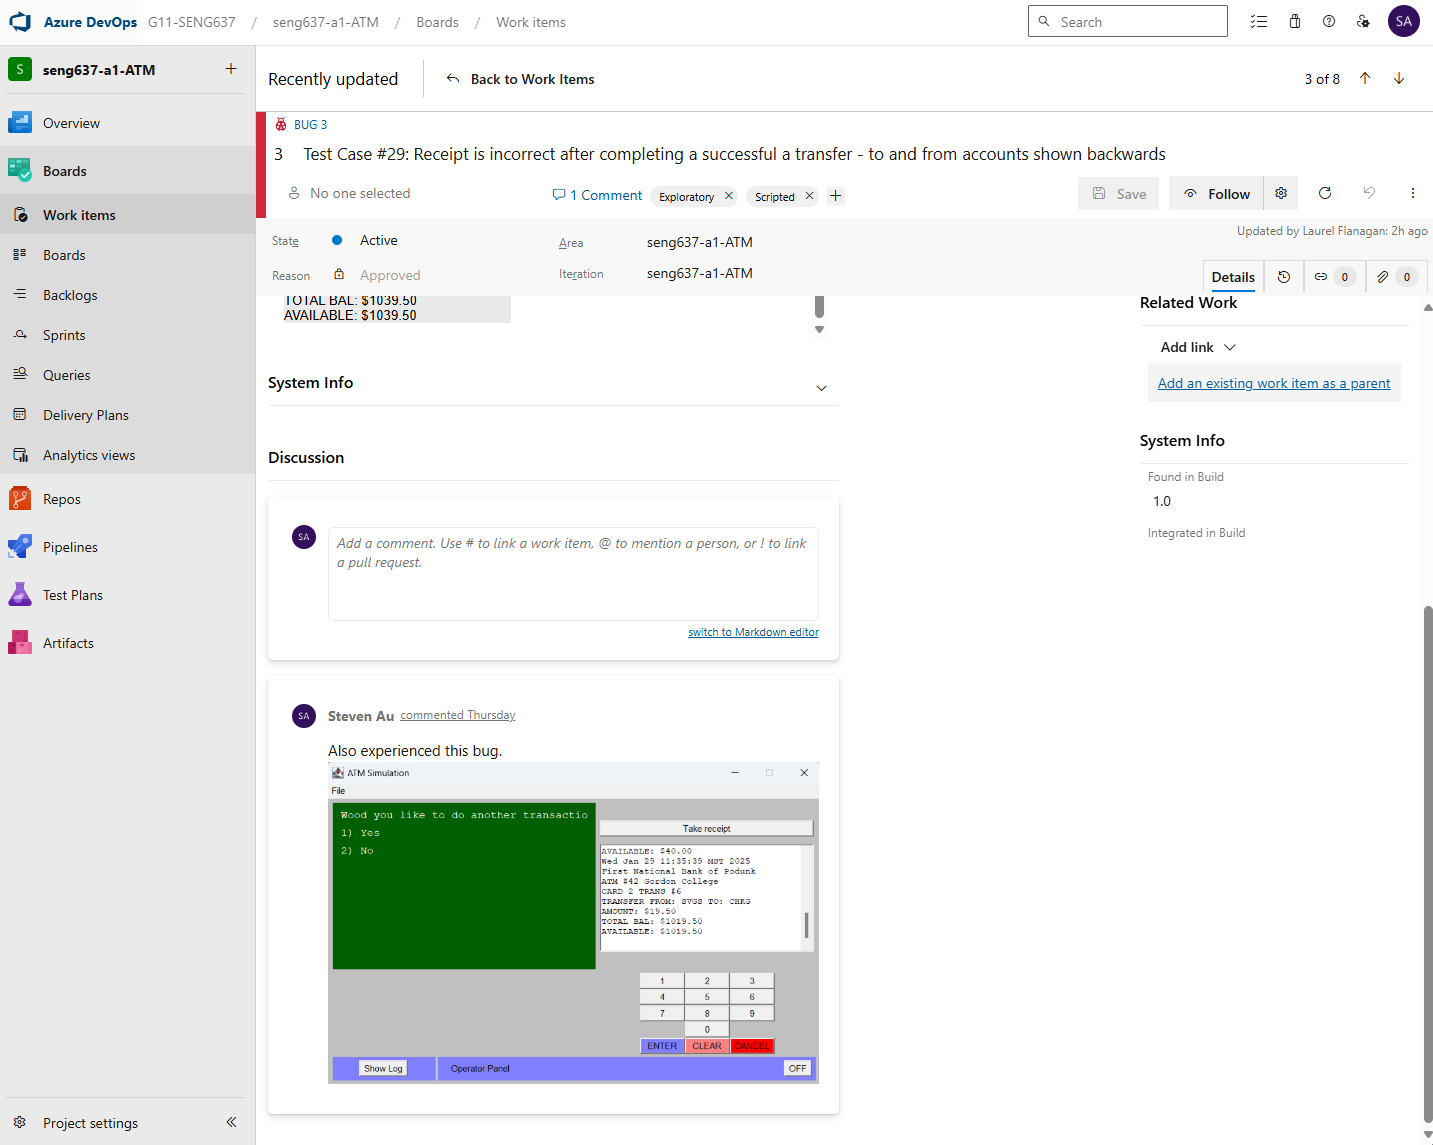 Azure DevOps G11-SENG637 / seng637-a1-ATM / Boards / Work items
Search
SA
S seng637-a1-ATM
Overview
Boards
Work items
Boards
Backlogs
Sprints
Queries
Delivery Plans
Analytics views
Repos
Pipelines
Test Plans
Artifacts
Project settings
Recently updated
Back to Work Items
3 of 8
BUG 3
3 Test Case #29: Receipt is incorrect after completing a successful a transfer - to and from accounts shown backwards
No one selected
1 Comment
Exploratory
Scripted
Save
Follow
State Active
Area seng637-a1-ATM
Reason Approved
Iteration seng637-a1-ATM
Updated by Laurel Flanagan: 2h ago
Details
0
0
TOTAL BAL: $1039.50
AVAILABLE: $1039.50
System Info
Discussion
SA
Add a comment. Use # to link a work item, @ to mention a person, or ! to link
a pull request.
switch to Markdown editor
SA
Steven Au commented Thursday
Also experienced this bug.
ATM Simulation
File
Wood you like to do another transactio
1) Yes
2) No
Take receipt
AVAILABLE: $40.00
Wed Jan 29 11:35:39 MST 2025
First National Bank of Podunk
ATM #42 Gordon College
CARD 2 TRANS #6
TRANSFER FROM: SVGS TO: CHKG
AMOUNT: $19.50
TOTAL BAL: $1019.50
AVAILABLE: $1019.50
1 2 3
4 5 6
7 8 9
0
ENTER CLEAR CANCEL
Show Log
Operator Panel
OFF
Related Work
Add link
Add an existing work item as a parent
System Info
Found in Build
1.0
Integrated in Build